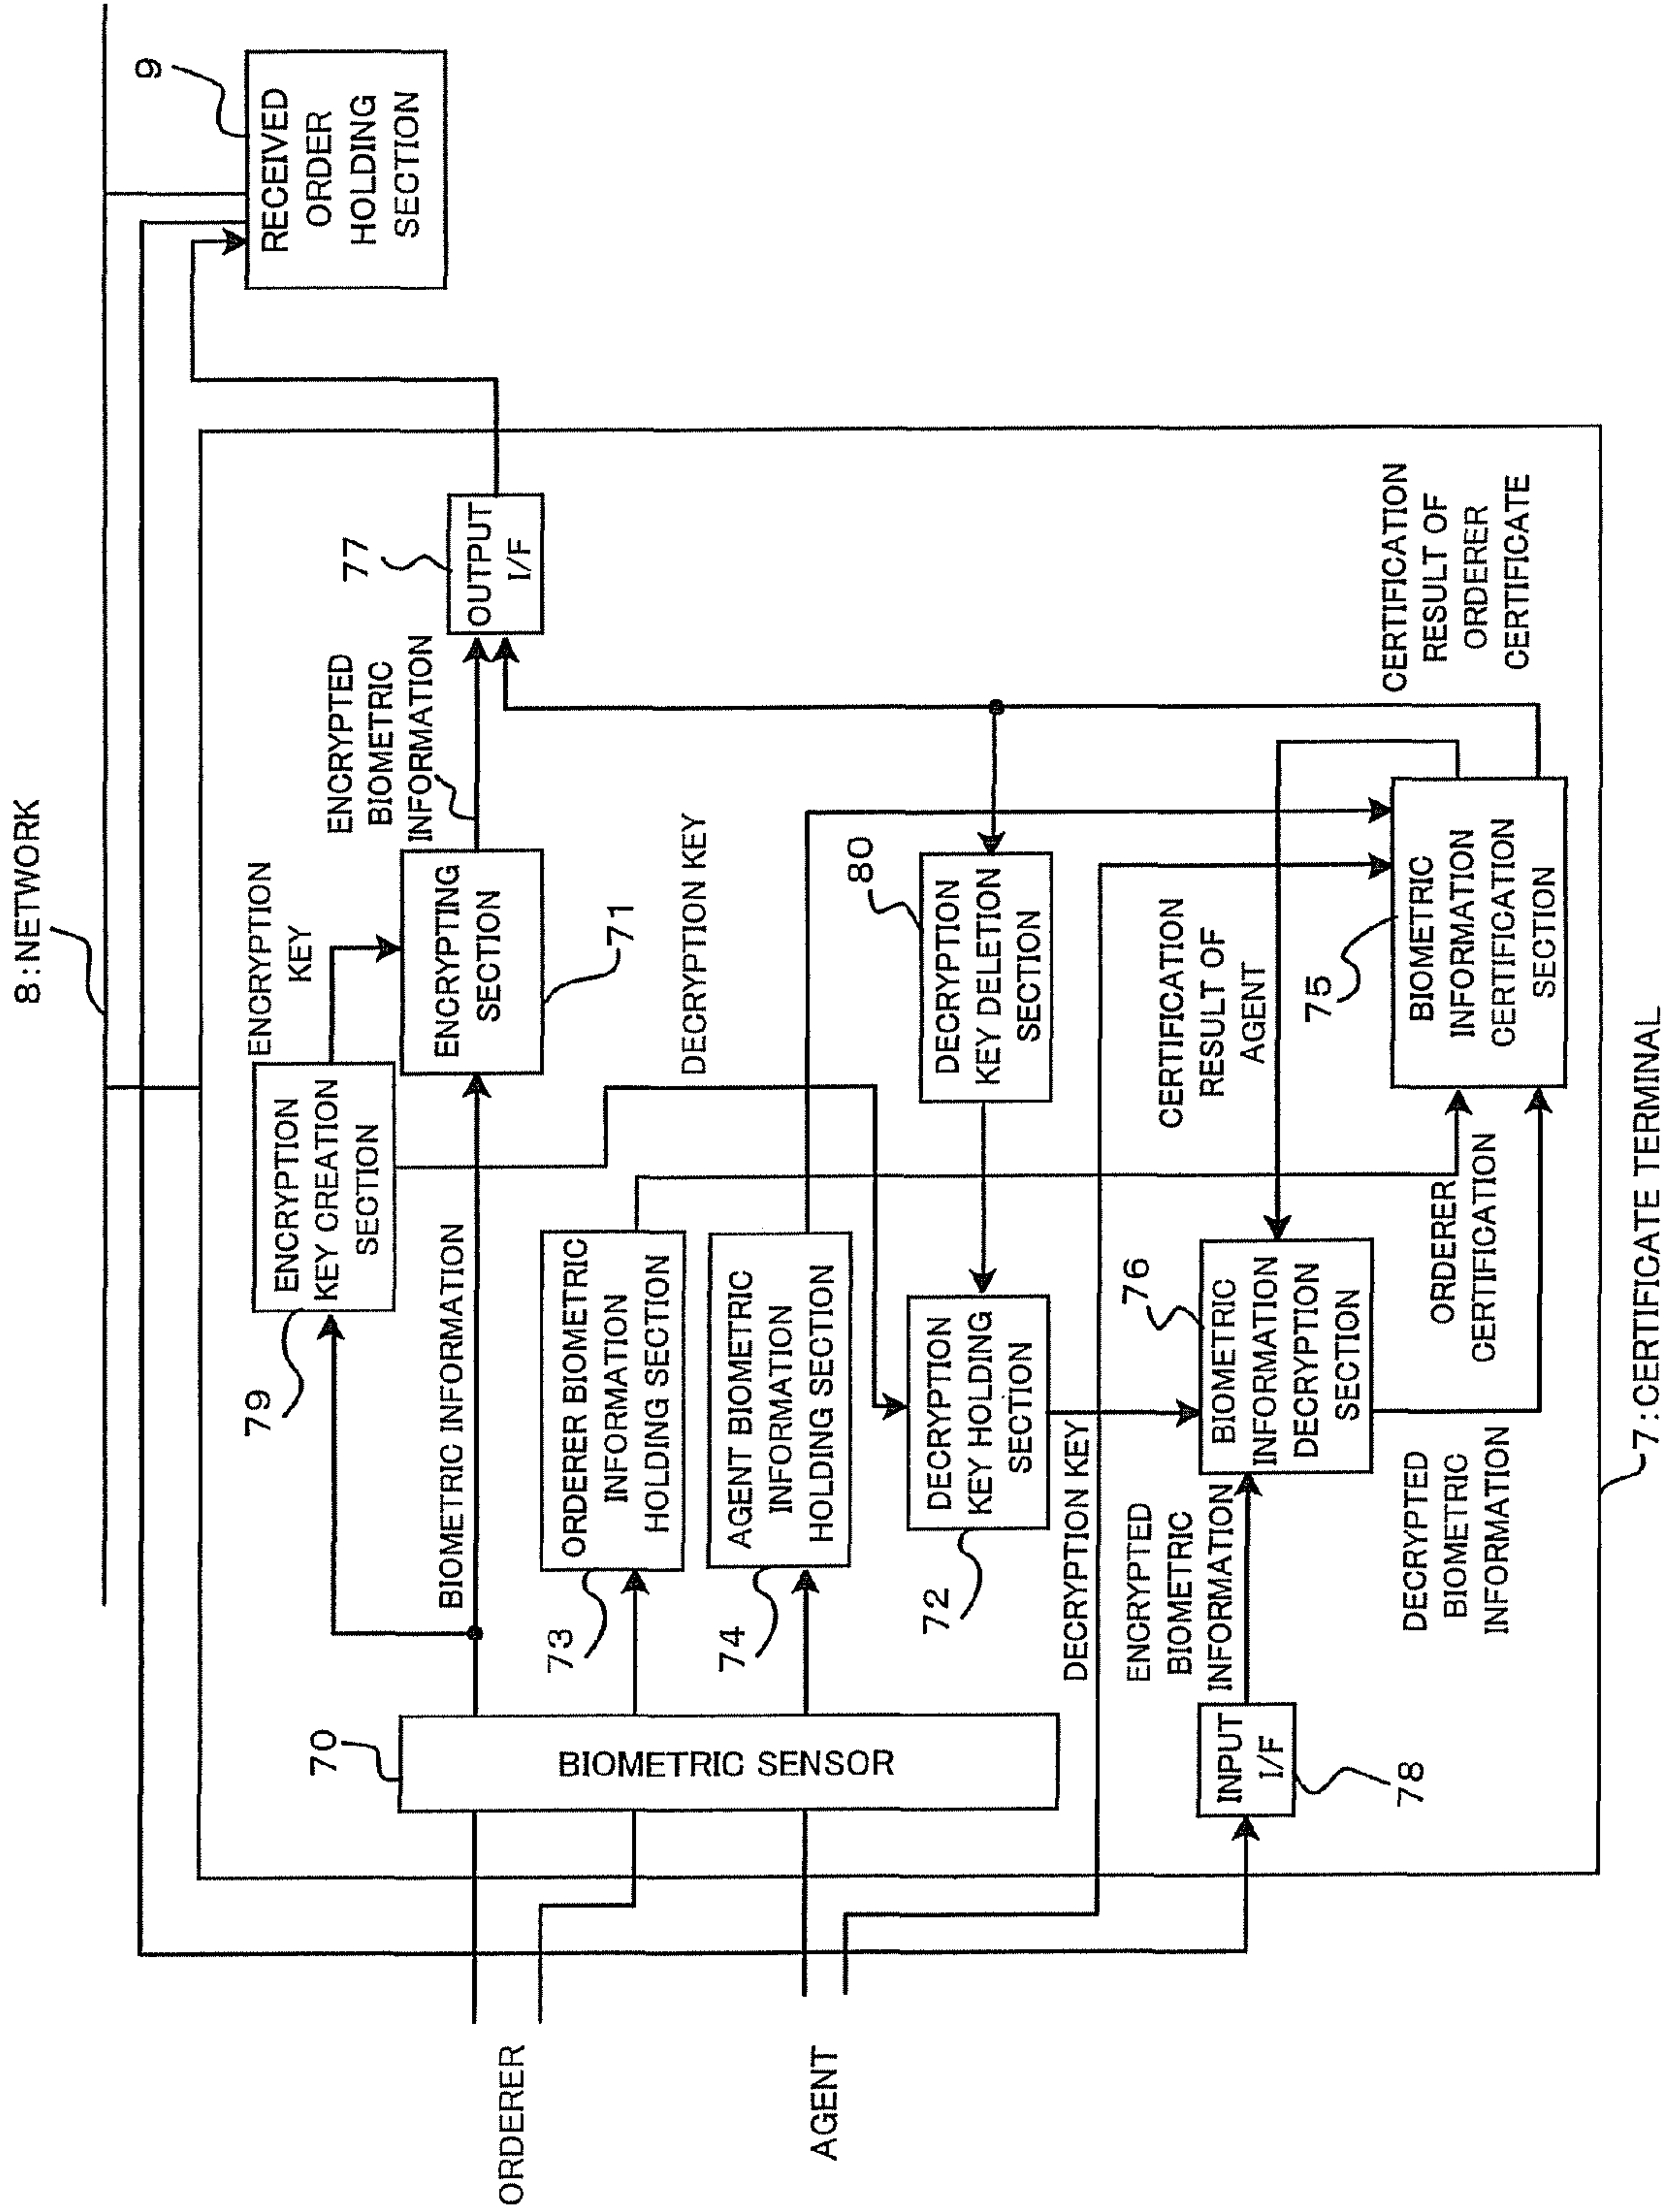 8:NETWORK
9
RECEIVED
ORDER
HOLDING
SECTION
79
ENCRYPTION
KEY CREATION
SECTION
ENCRYPTION
KEY
ENCRYPTED
BIOMETRIC
INFORMATION
77
OUTPUT
I/F
BIOMETRIC INFORMATION
ENCRYPTING
SECTION
71
70
BIOMETRIC SENSOR
ORDERER
73
ORDERER BIOMETRIC
INFORMATION
HOLDING SECTION
DECRYPTION KEY
74
AGENT BIOMETRIC
INFORMATION
HOLDING SECTION
AGENT
72
DECRYPTION
KEY HOLDING
SECTION
80
DECRYPTION
KEY DELETION
SECTION
DECRYPTION KEY
ENCRYPTED
BIOMETRIC
INFORMATION
76
BIOMETRIC
INFORMATION
DECRYPTION
SECTION
CERTIFICATION
RESULT OF
AGENT
INPUT
I/F
78
75
BIOMETRIC
INFORMATION
CERTIFICATION
SECTION
CERTIFICATION
RESULT OF
ORDERER
CERTIFICATE
DECRYPTED
BIOMETRIC
INFORMATION
ORDERER
CERTIFICATION
7:CERTIFICATE TERMINAL